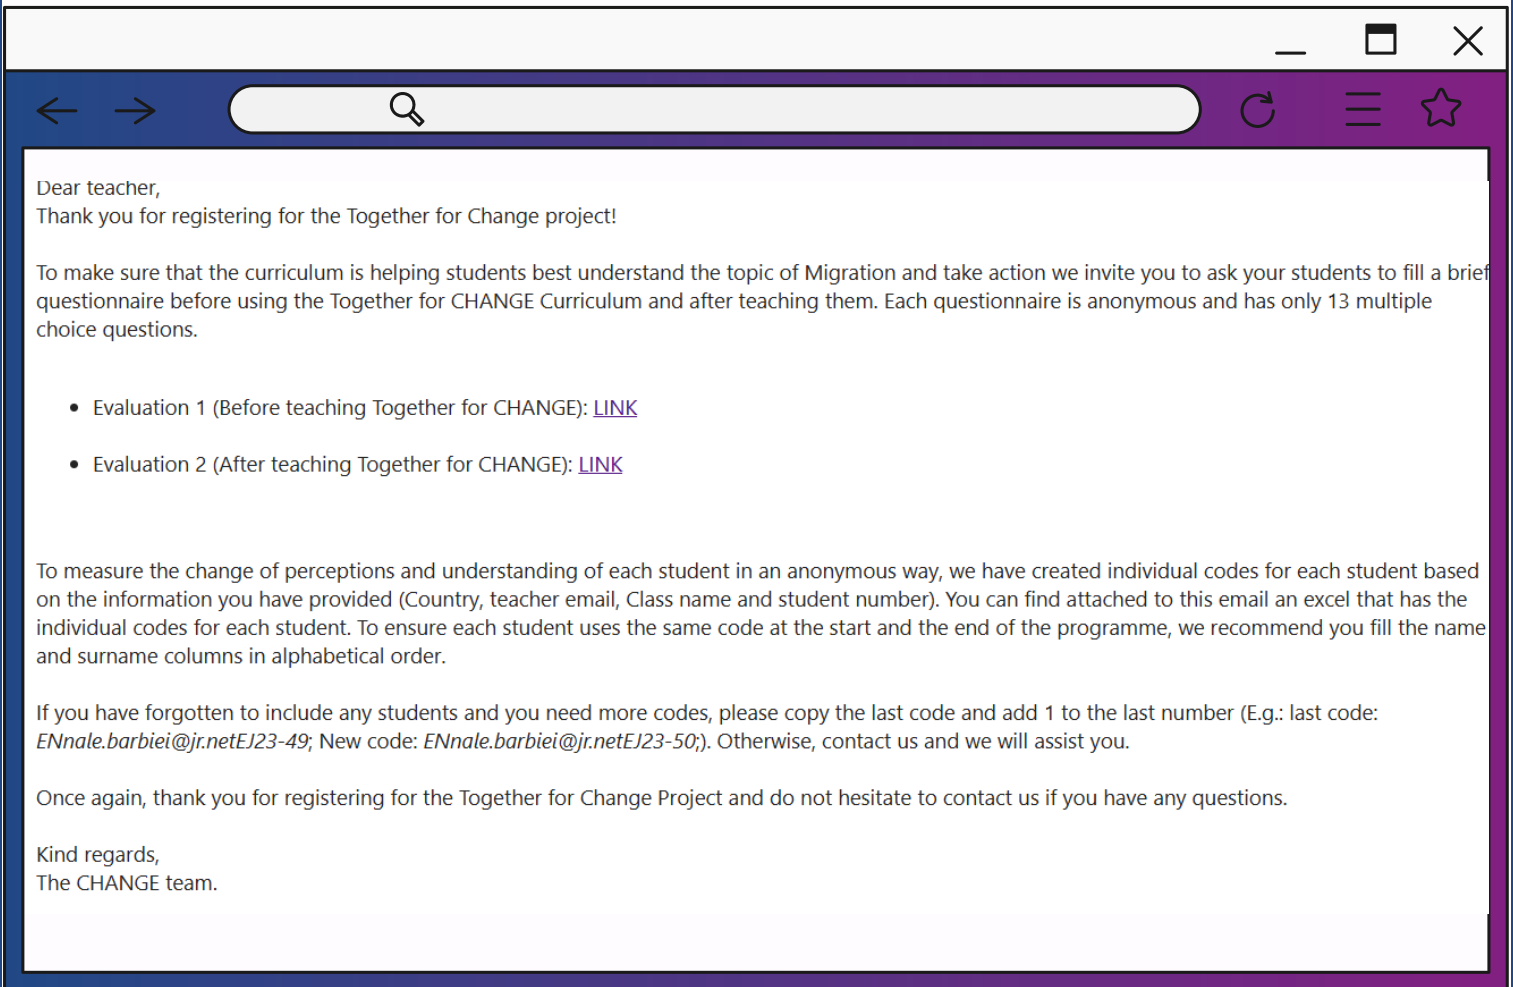 Dear teacher,
Thank you for registering for the Together for Change project!
To make sure that the curriculum is helping students best understand the topic of Migration and take action we invite you to ask your students to fill a brief
questionnaire before using the Together for CHANGE Curriculum and after teaching them. Each questionnaire is anonymous and has only 13 multiple
choice questions.
• Evaluation 1 (Before teaching Together for CHANGE): LINK
• Evaluation 2 (After teaching Together for CHANGE): LINK
To measure the change of perceptions and understanding of each student in an anonymous way, we have created individual codes for each student based
on the information you have provided (Country, teacher email, Class name and student number). You can find attached to this email an excel that has the
individual codes for each student. To ensure each student uses the same code at the start and the end of the programme, we recommend you fill the name
and surname columns in alphabetical order.
If you have forgotten to include any students and you need more codes, please copy the last code and add 1 to the last number (E.g.: last code:
ENnale.barbiei@jr.netEJ23-49; New code: ENnale.barbiei@jr.netEJ23-50;). Otherwise, contact us and we will assist you.
Once again, thank you for registering for the Together for Change Project and do not hesitate to contact us if you have any questions.
Kind regards,
The CHANGE team.